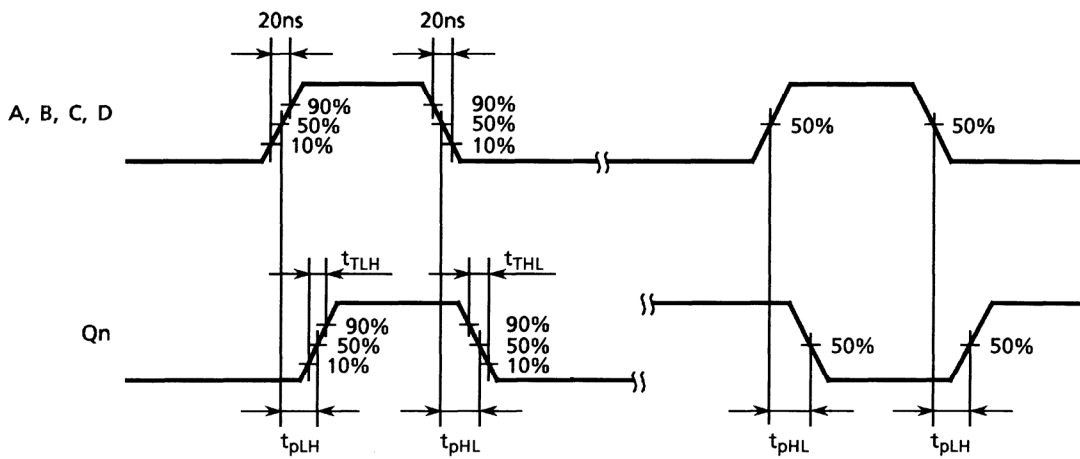 20ns 20ns
A, B, C, D
90% 90%
50% 50% 50% 50%
10% 10%
tTLH tTHL
Qn
90% 90%
50% 50% 50% 50%
10% 10%
tpLH tpHL tpHL tpLH